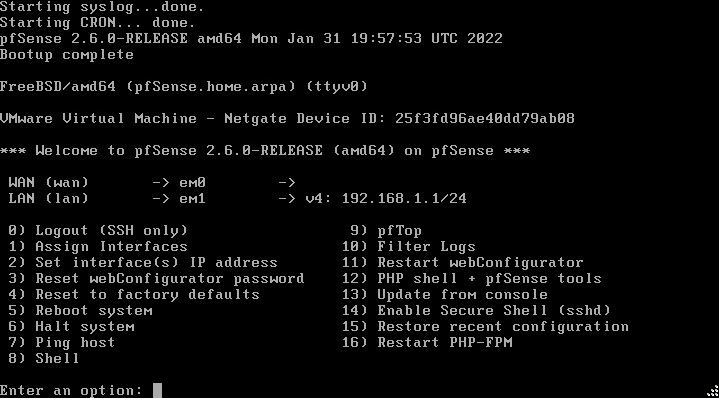 Starting syslog...done.
Starting CRON... done.
pfSense 2.6.0-RELEASE amd64 Mon Jan 31 19:57:53 UTC 2022
Bootup complete
FreeBSD/amd64 (pfSense.home.arpa) (ttyv0)
VMware Virtual Machine - Netgate Device ID: 25f3fd96ae40dd79ab08
*** Welcome to pfSense 2.6.0-RELEASE (amd64) on pfSense ***
WAN (wan) -> em0 ->
LAN (lan) -> em1 -> v4: 192.168.1.1/24
0) Logout (SSH only) 9) pfTop
1) Assign Interfaces 10) Filter Logs
2) Set interface(s) IP address 11) Restart webConfigurator
3) Reset webConfigurator password 12) PHP shell + pfSense tools
4) Reset to factory defaults 13) Update from console
5) Reboot system 14) Enable Secure Shell (sshd)
6) Halt system 15) Restore recent configuration
7) Ping host 16) Restart PHP-FPM
8) Shell
Enter an option: